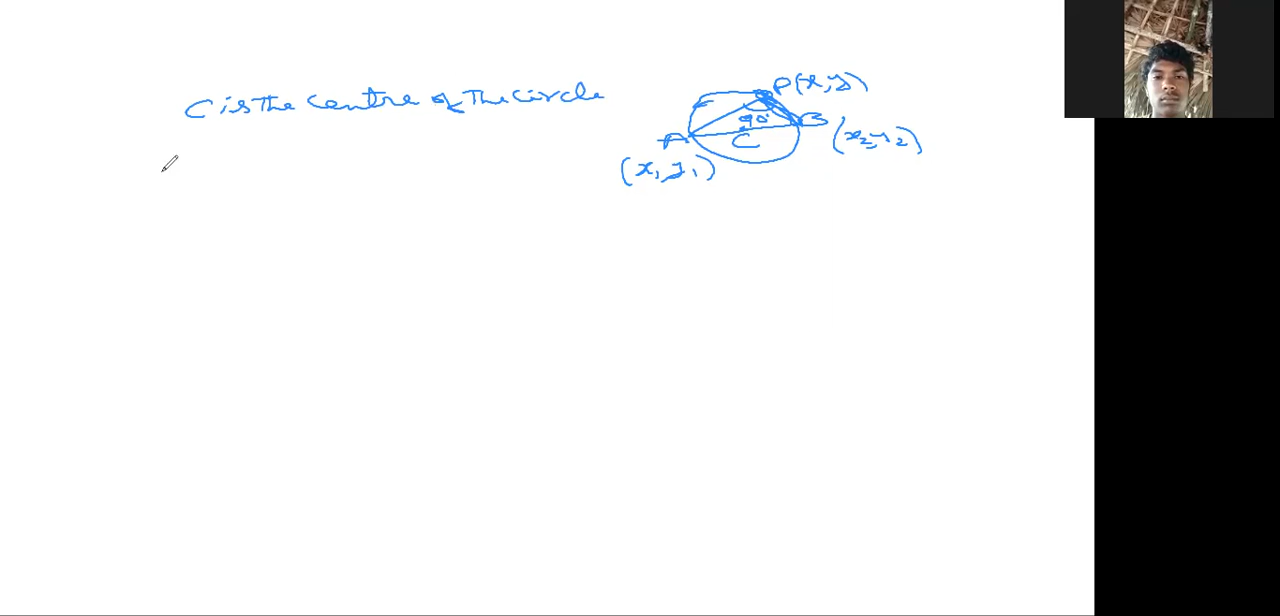 C is The centre of The circle
P(x,y)
90°
A
C
B
(x2,y2)
(x1 y1)